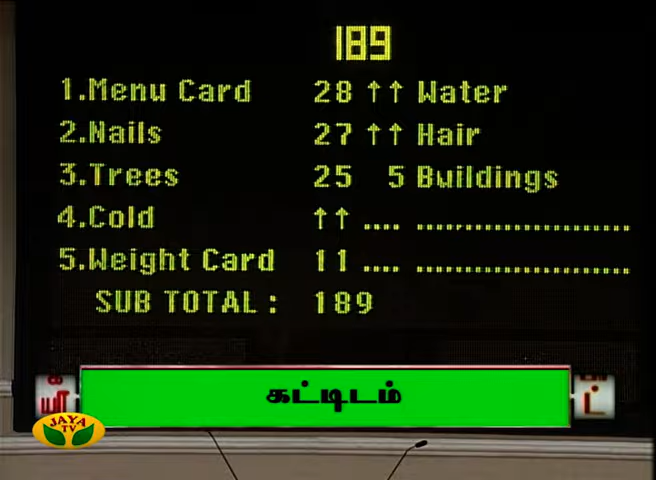 189
1.Menu Card 28 ↑↑ Water
2.Nails 27 ↑↑ Hair
3.Trees 25 5 Buildings
4.Cold ↑↑ .... ......................
5.Weight Card 11 .... ......................
SUB TOTAL : 189
கட்டிடம்
JAYA TV